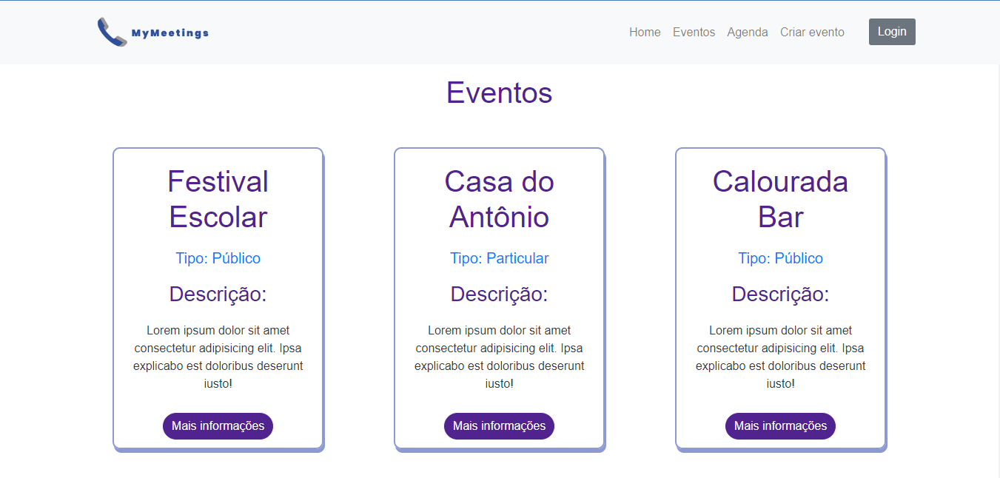 MyMeetings
Home Eventos Agenda Criar evento Login
Eventos
Festival
Escolar
Tipo: Público
Descrição:
Lorem ipsum dolor sit amet
consectetur adipisicing elit. Ipsa
explicabo est doloribus deserunt
iusto!
Mais informações
Casa do
Antônio
Tipo: Particular
Descrição:
Lorem ipsum dolor sit amet
consectetur adipisicing elit. Ipsa
explicabo est doloribus deserunt
iusto!
Mais informações
Calourada
Bar
Tipo: Público
Descrição:
Lorem ipsum dolor sit amet
consectetur adipisicing elit. Ipsa
explicabo est doloribus deserunt
iusto!
Mais informações